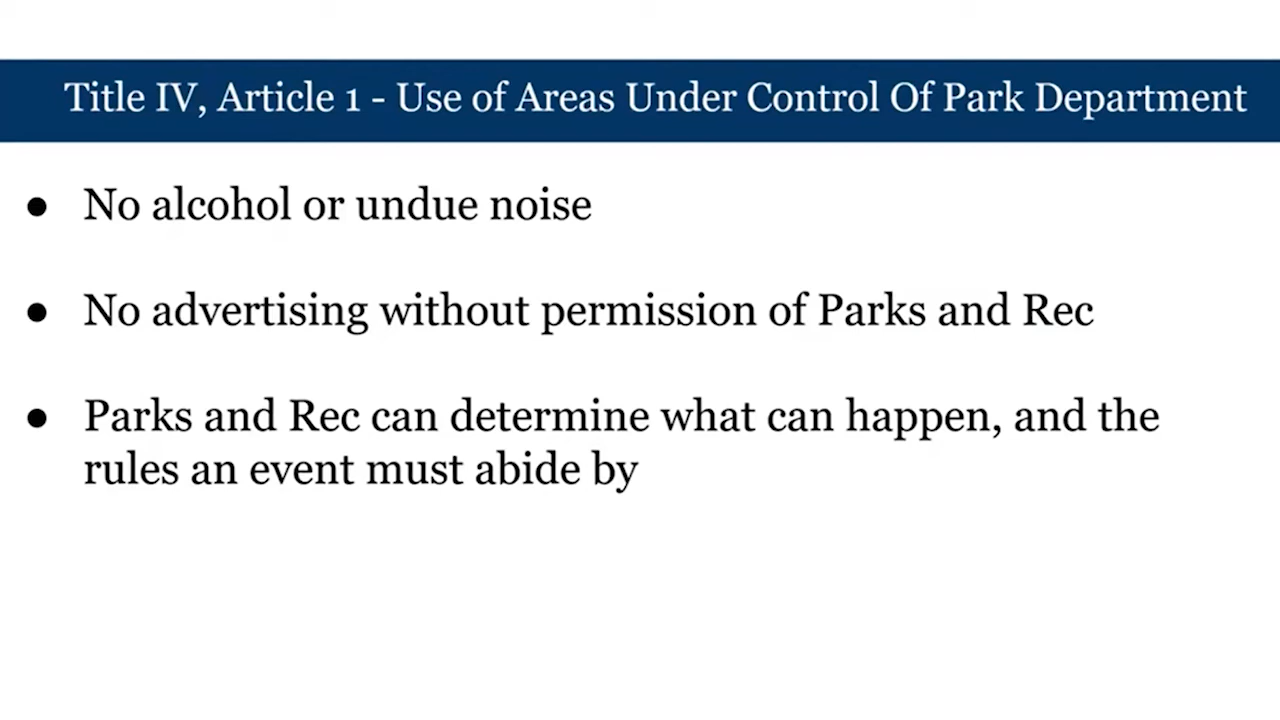 Title IV, Article 1 - Use of Areas Under Control Of Park Department
● No alcohol or undue noise
● No advertising without permission of Parks and Rec
● Parks and Rec can determine what can happen, and the
rules an event must abide by